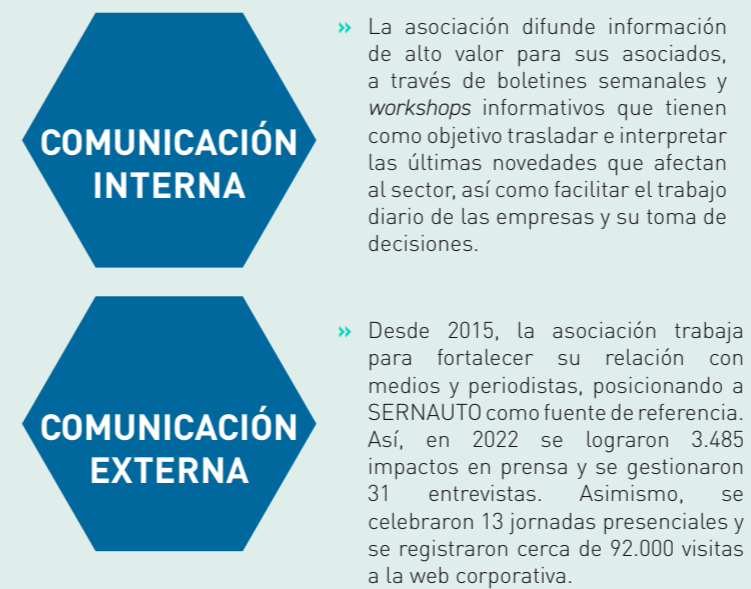 COMUNICACIÓN
INTERNA
» La asociación difunde información
de alto valor para sus asociados,
a través de boletines semanales y
workshops informativos que tienen
como objetivo trasladar e interpretar
las últimas novedades que afectan
al sector, así como facilitar el trabajo
diario de las empresas y su toma de
decisiones.
COMUNICACIÓN
EXTERNA
» Desde 2015, la asociación trabaja
para fortalecer su relación con
medios y periodistas, posicionando a
SERNAUTO como fuente de referencia.
Así, en 2022 se lograron 3.485
impactos en prensa y se gestionaron
31 entrevistas. Asimismo, se
celebraron 13 jornadas presenciales y
se registraron cerca de 92.000 visitas
a la web corporativa.